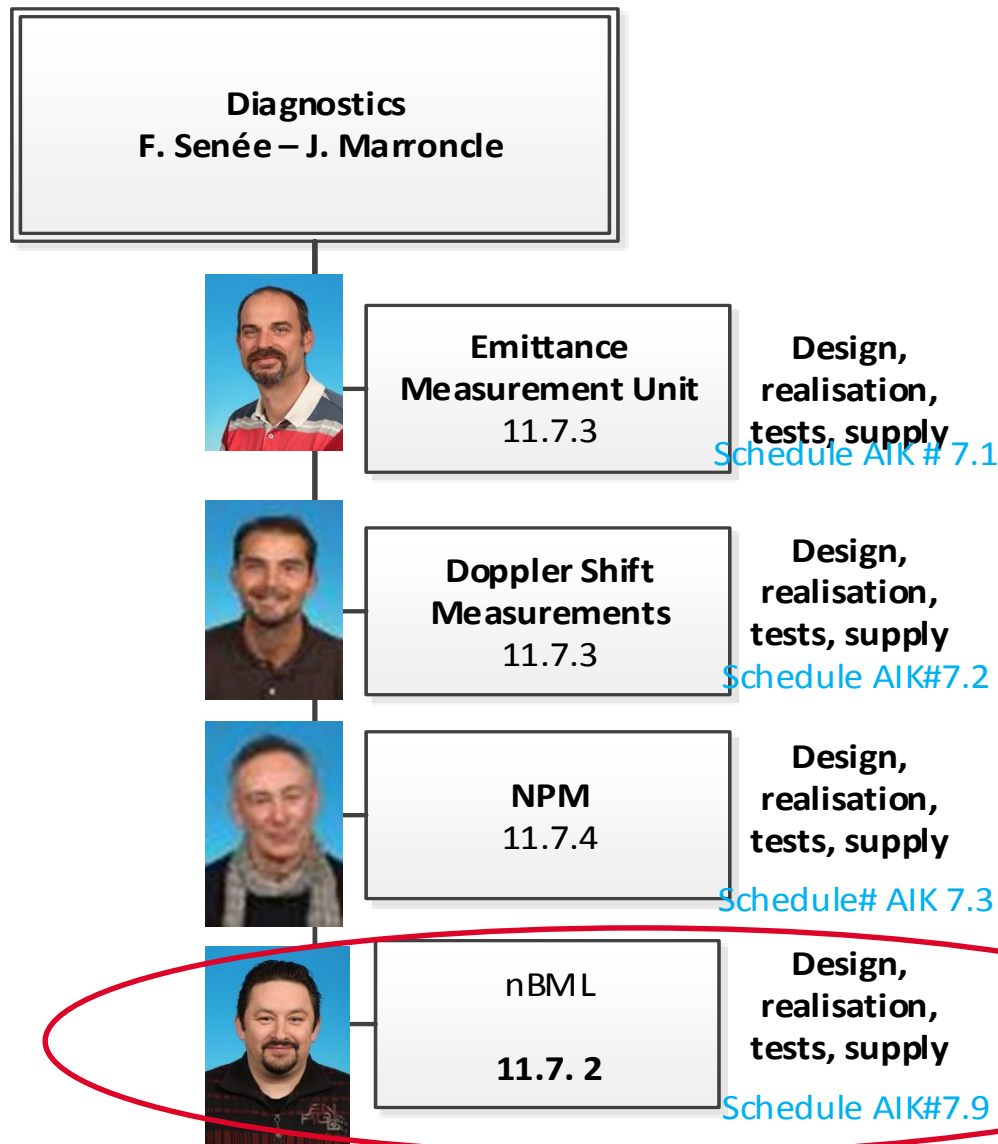 Diagnostics
F. Senée – J. Marroncle
Emittance
Measurement Unit
11.7.3
Design,
realisation,
tests, supply
Schedule AIK # 7.1
Doppler Shift
Measurements
11.7.3
Design,
realisation,
tests, supply
Schedule AIK#7.2
NPM
11.7.4
Design,
realisation,
tests, supply
Schedule# AIK 7.3
nBML
11.7. 2
Design,
realisation,
tests, supply
Schedule AIK#7.9